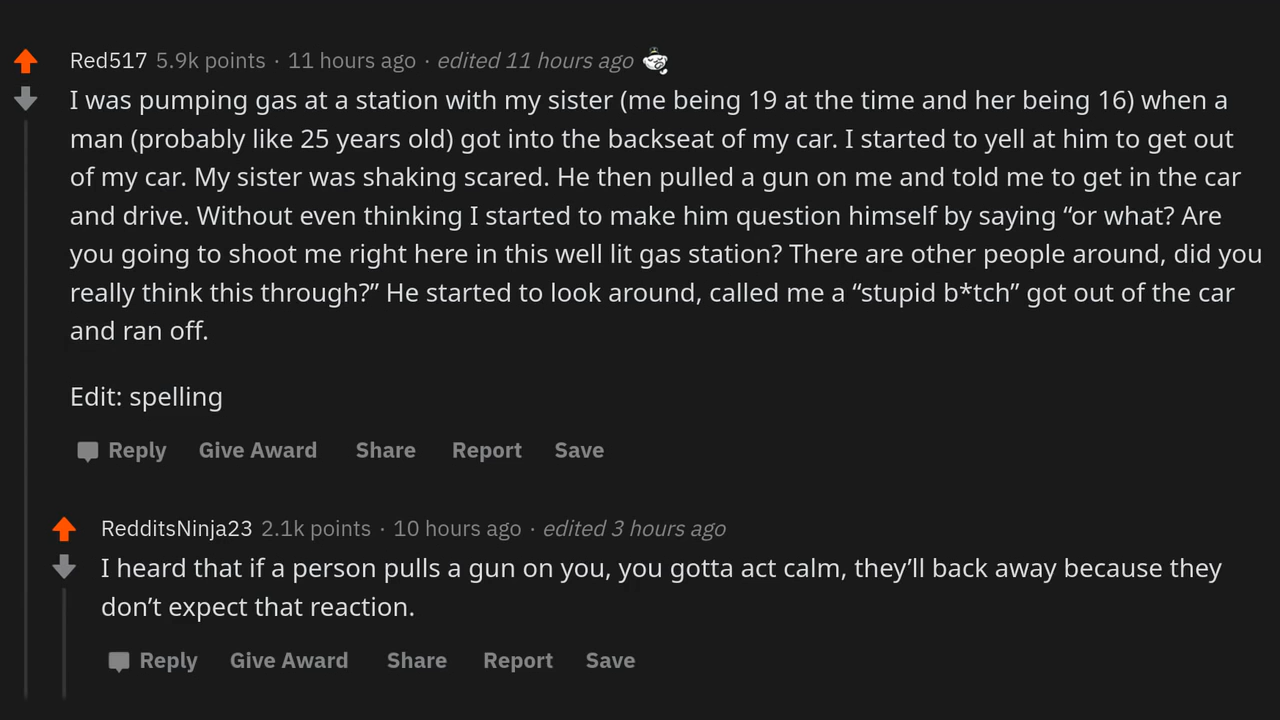 Red517 5.9k points · 11 hours ago · edited 11 hours ago
I was pumping gas at a station with my sister (me being 19 at the time and her being 16) when a
man (probably like 25 years old) got into the backseat of my car. I started to yell at him to get out
of my car. My sister was shaking scared. He then pulled a gun on me and told me to get in the car
and drive. Without even thinking I started to make him question himself by saying “or what? Are
you going to shoot me right here in this well lit gas station? There are other people around, did you
really think this through?” He started to look around, called me a “stupid b*tch” got out of the car
and ran off.
Edit: spelling
Reply Give Award Share Report Save
RedditsNinja23 2.1k points · 10 hours ago · edited 3 hours ago
I heard that if a person pulls a gun on you, you gotta act calm, they’ll back away because they
don’t expect that reaction.
Reply Give Award Share Report Save